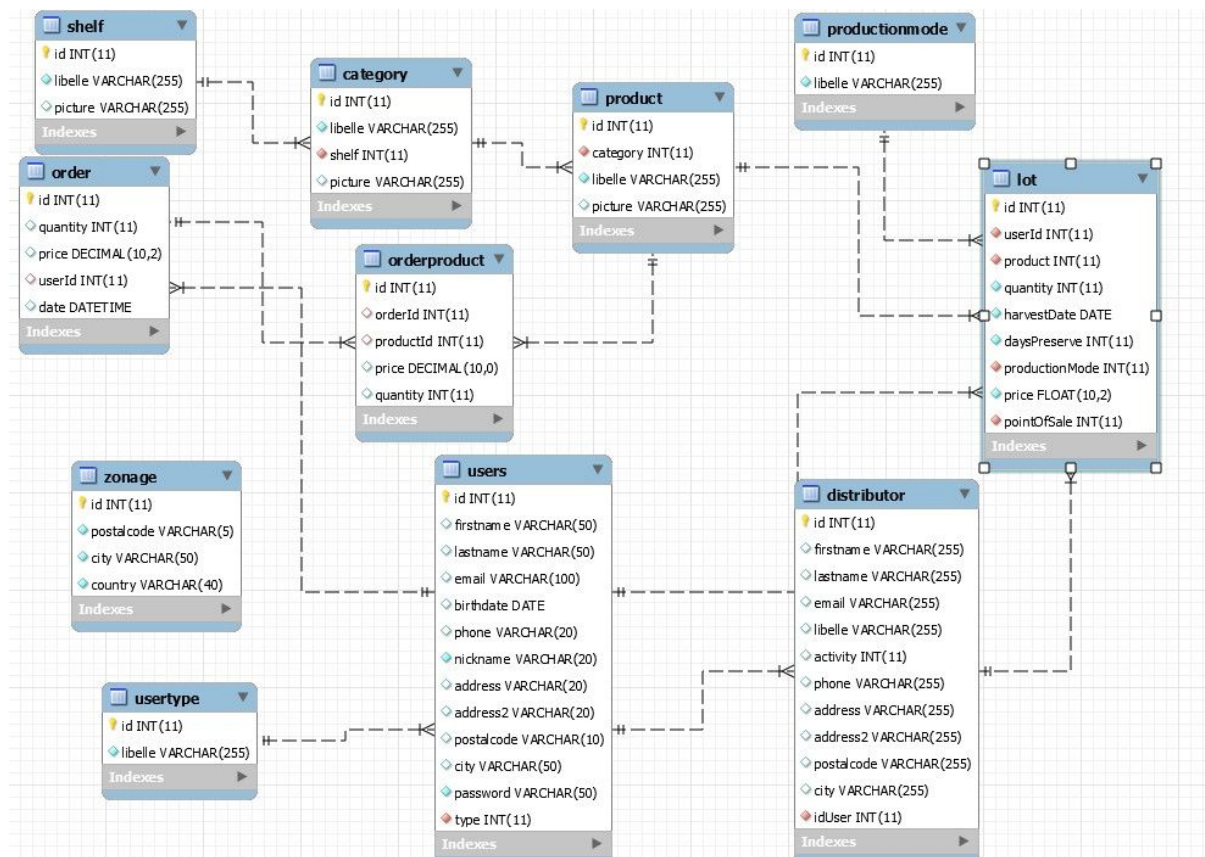 shelf
id INT(11)
libelle VARCHAR(255)
picture VARCHAR(255)
Indexes
category
id INT(11)
libelle VARCHAR(255)
shelf INT(11)
picture VARCHAR(255)
Indexes
product
id INT(11)
category INT(11)
libelle VARCHAR(255)
picture VARCHAR(255)
Indexes
productionmode
id INT(11)
libelle VARCHAR(255)
Indexes
order
id INT(11)
quantity INT(11)
price DECIMAL(10,2)
userId INT(11)
date DATETIME
Indexes
orderproduct
id INT(11)
orderId INT(11)
productId INT(11)
price DECIMAL(10,0)
quantity INT(11)
Indexes
lot
id INT(11)
userId INT(11)
product INT(11)
quantity INT(11)
harvestDate DATE
daysPreserve INT(11)
productionMode INT(11)
price FLOAT(10,2)
pointOfSale INT(11)
Indexes
zonage
id INT(11)
postalcode VARCHAR(5)
city VARCHAR(50)
country VARCHAR(40)
Indexes
users
id INT(11)
firstname VARCHAR(50)
lastname VARCHAR(50)
email VARCHAR(100)
birthdate DATE
phone VARCHAR(20)
nickname VARCHAR(20)
address VARCHAR(20)
address2 VARCHAR(20)
postalcode VARCHAR(10)
city VARCHAR(50)
password VARCHAR(50)
type INT(11)
Indexes
distributor
id INT(11)
firstname VARCHAR(255)
lastname VARCHAR(255)
email VARCHAR(255)
libelle VARCHAR(255)
activity INT(11)
phone VARCHAR(255)
address VARCHAR(255)
address2 VARCHAR(255)
postalcode VARCHAR(255)
city VARCHAR(255)
idUser INT(11)
Indexes
usertype
id INT(11)
libelle VARCHAR(255)
Indexes